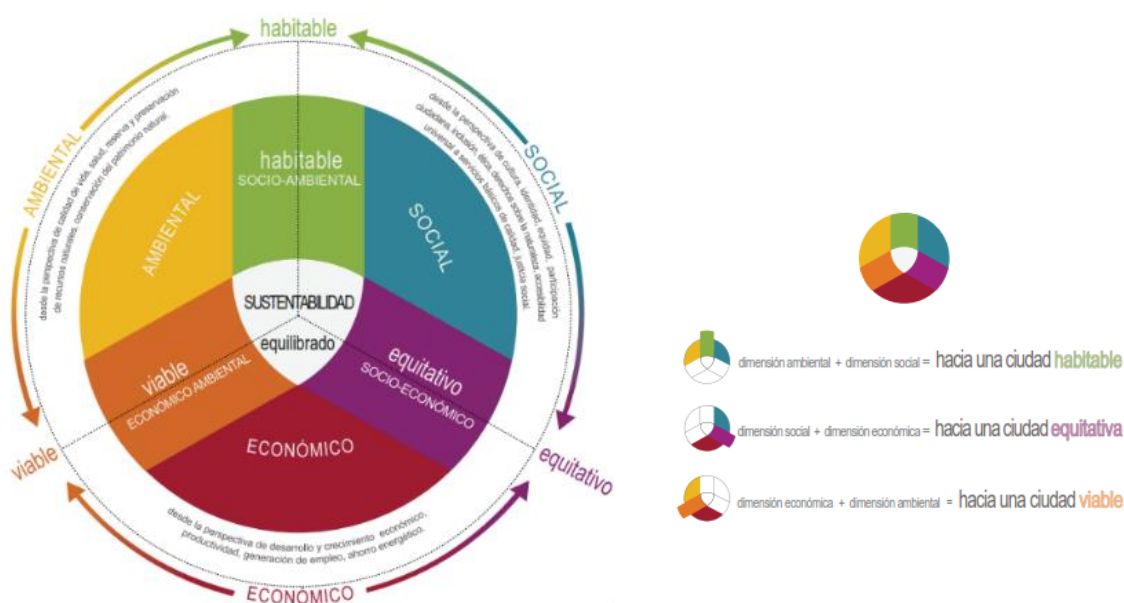 habitable
AMBIENTAL
desde la perspectiva de calidad de vida, salud, reserva y preservación
de recursos naturales, conservación del patrimonio natural.
SOCIAL
desde la perspectiva de cultura, identidad, equidad, participación
ciudadana, inclusión, ética, derechos sobre la naturaleza, accesibilidad
universal a servicios básicos de calidad, justicia social.
habitable
SOCIO-AMBIENTAL
AMBIENTAL
SOCIAL
SUSTENTABILIDAD
equilibrado
viable
ECONÓMICO AMBIENTAL
equitativo
SOCIO-ECONÓMICO
ECONÓMICO
viable
equitativo
desde la perspectiva de desarrollo y crecimiento económico,
productividad, generación de empleo, ahorro energético.
ECONÓMICO
dimensión ambiental + dimensión social = hacia una ciudad habitable
dimensión social + dimensión económica = hacia una ciudad equitativa
dimensión económica + dimensión ambiental = hacia una ciudad viable